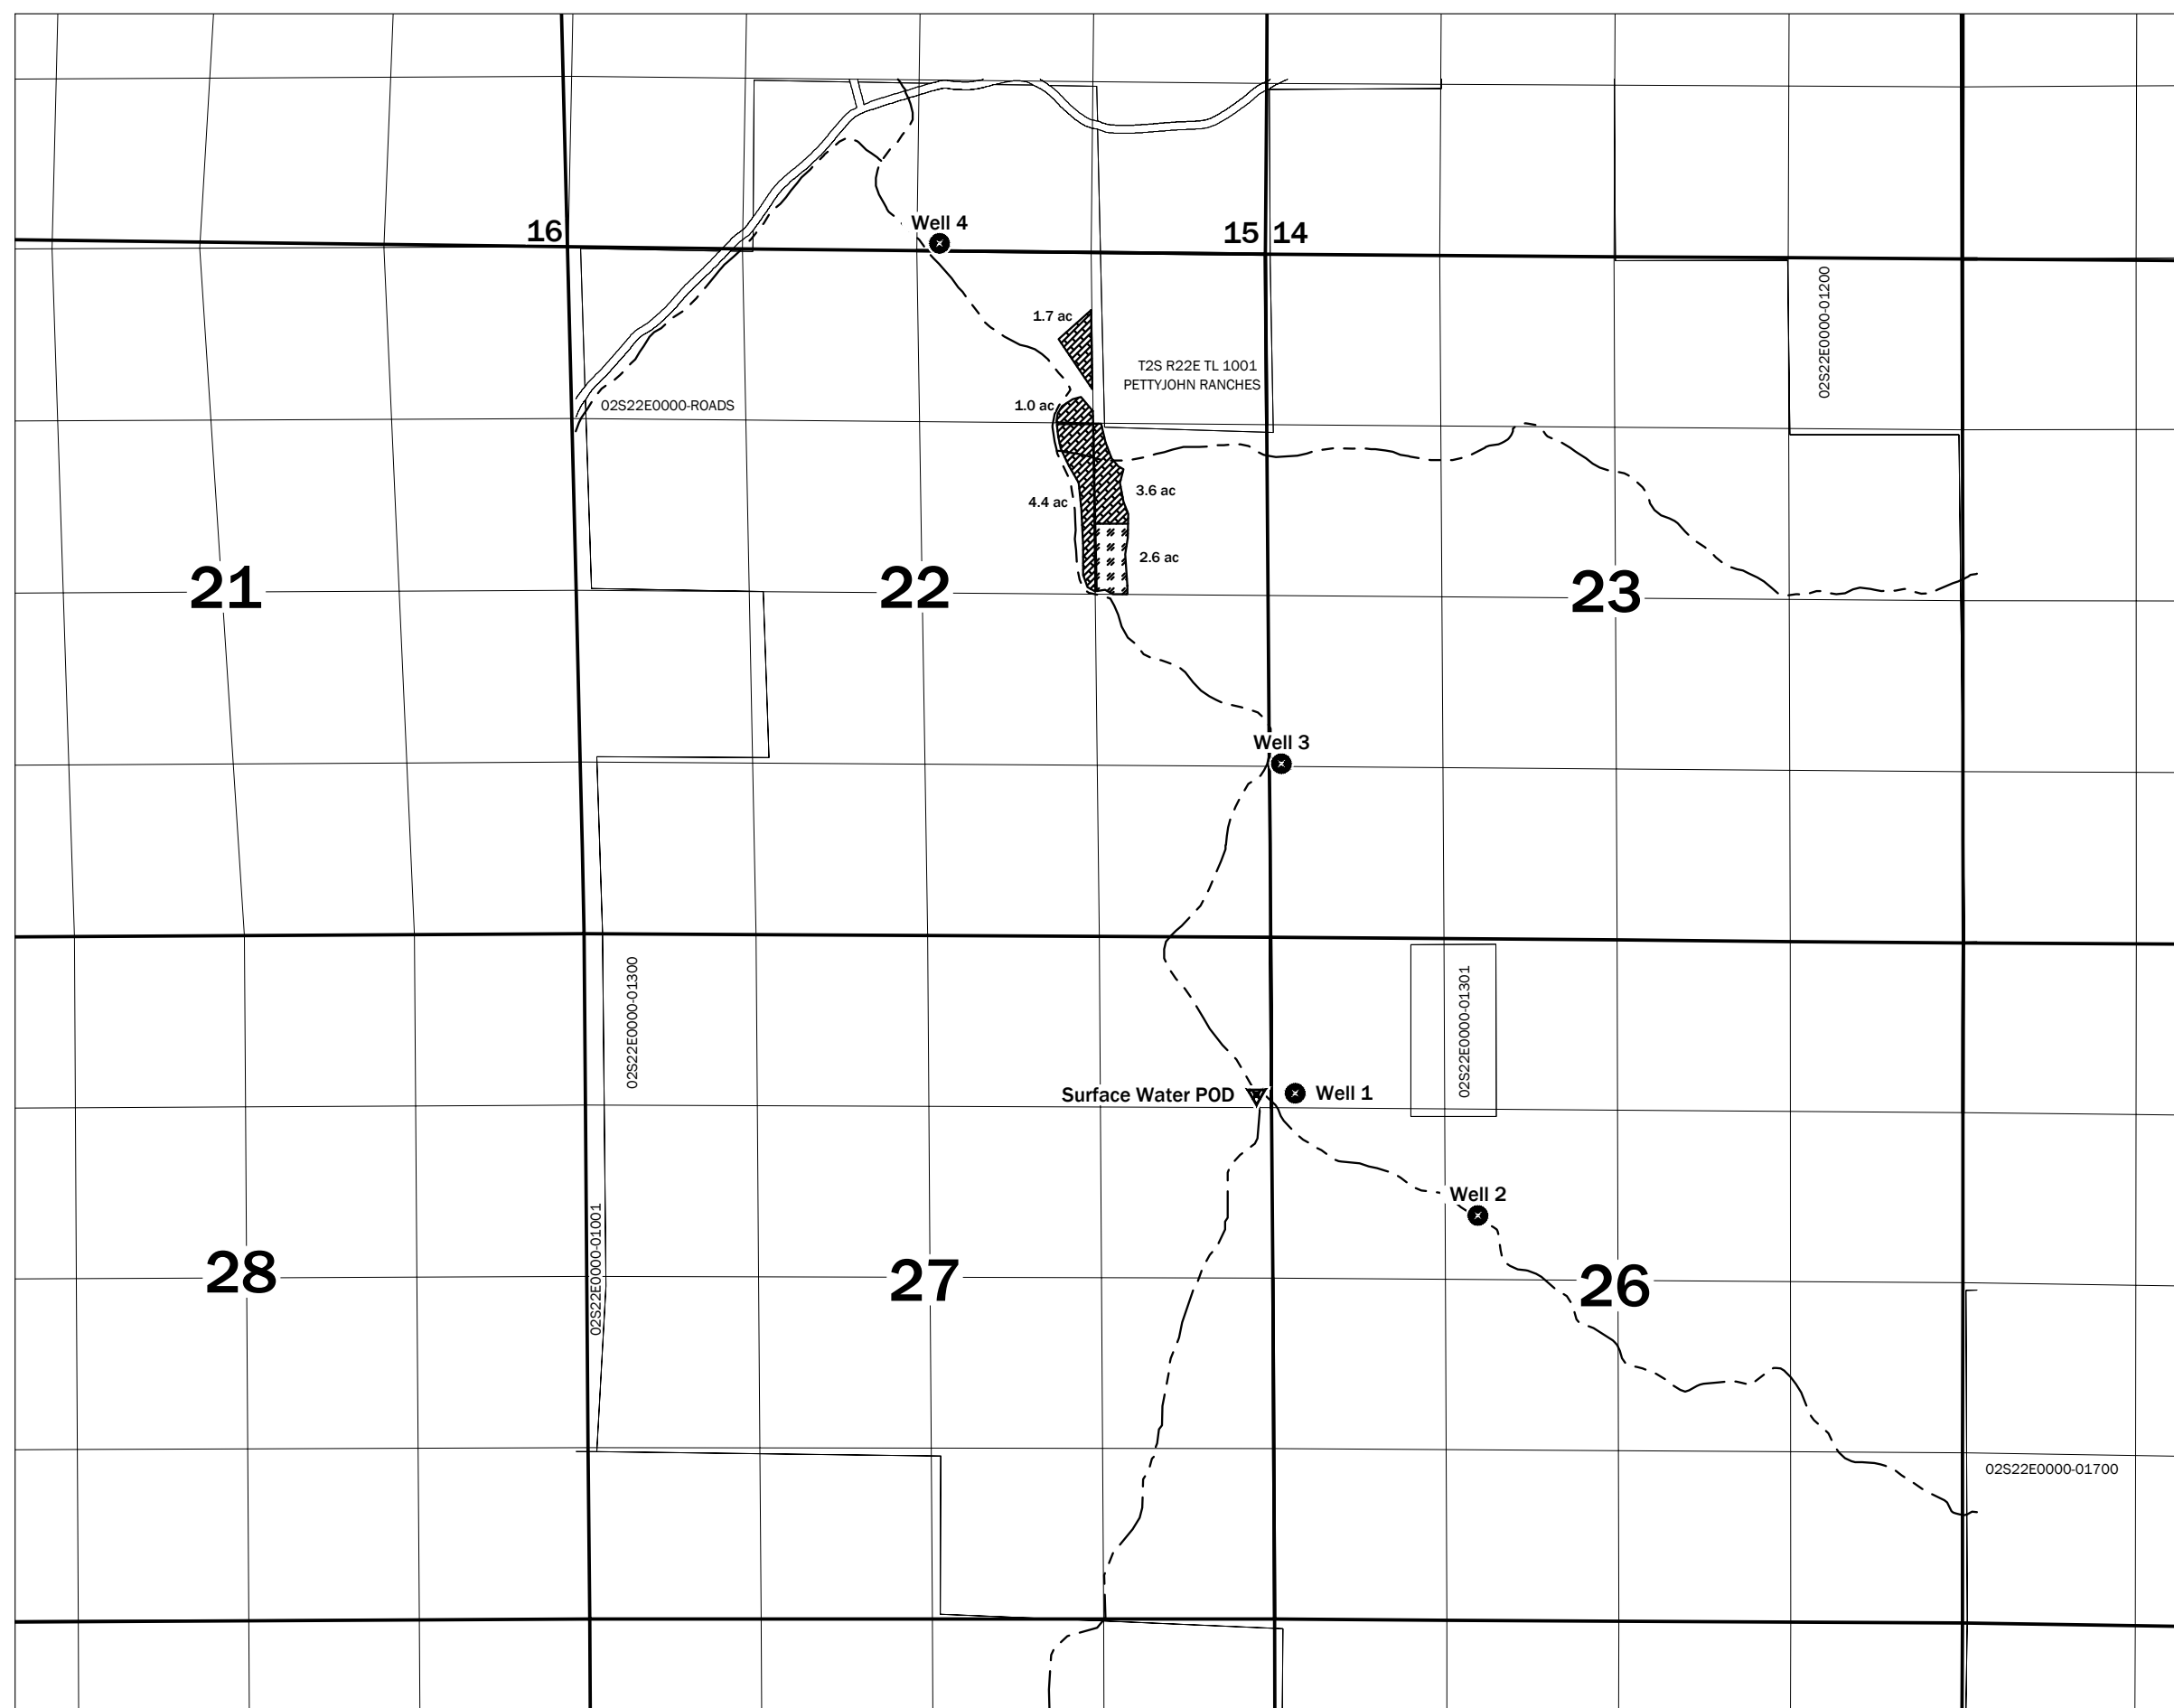 Well 4
16
15
14
02S22E0000-01200
1.7 ac
T2S R22E TL 1001
PETTYJOHN RANCHES
02S22E0000-ROADS
1.0 ac
3.6 ac
4.4 ac
2.6 ac
21
22
23
Well 3
02S22E0000-01300
02S22E0000-01301
Surface Water POD
Well 1
Well 2
02S22E0000-01001
28
27
26
02S22E0000-01700